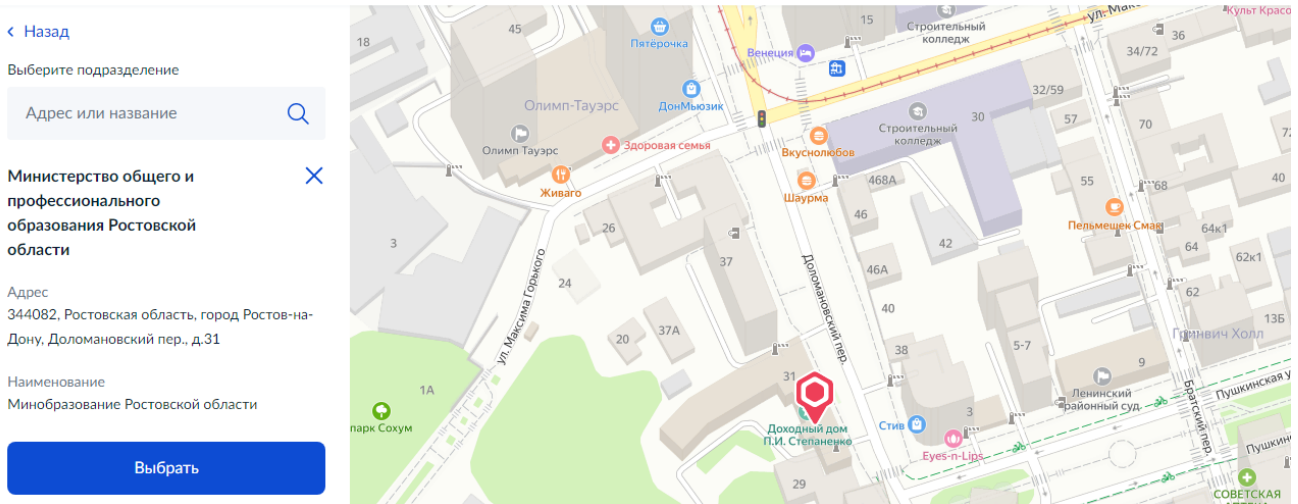 Назад
Выберите подразделение
Адрес или название
Министерство общего и
профессионального
образования Ростовской
области
Адрес
344082, Ростовская область, город Ростов-на-
Дону, Доломановский пер., д.31
Наименование
Минобразование Ростовской области
Выбрать
18
45
Пятёрочка
15
Строительный
колледж
Венеция
36
34/72
ДонМьюзик
Олимп-Тауэрс
Олимп Тауэрс
Здоровая семья
Живаго
Вкуснолюбов
Шаурма
Строительный
колледж
30
32/59
57
70
468А
46
42
46А
40
38
55
68
40
Пельмешек
64к1
64
62к1
62
13Б
Гринвич Холл
3
26
37
24
ул. Максима Горького
Доломановский пер.
20
37А
5-7
9
Ленинский
районный суд
Братский пер.
Пушкинская
1А
парк Сохум
31
Доходный дом
П.И. Степаненко
Стив
3
Eyes-n-Lips
29
СОВЕТСКАЯ